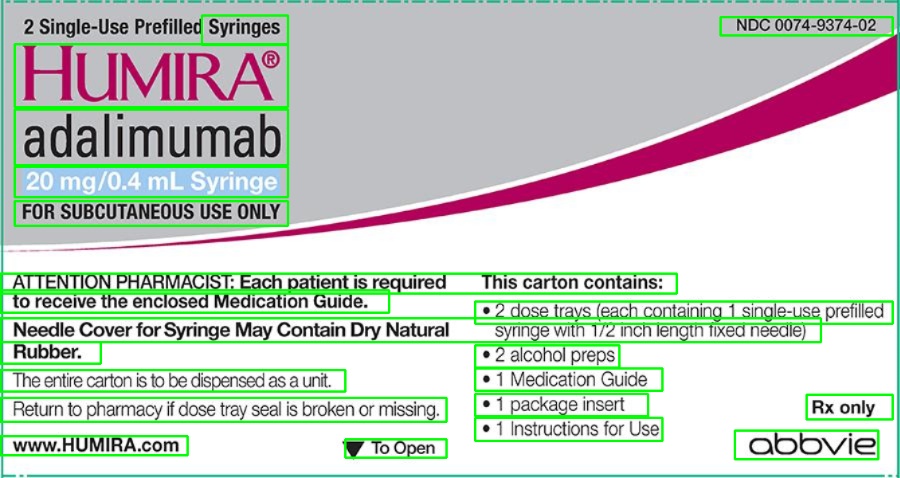 2 Single-Use Prefilled Syringes
NDC 0074-9374-02
HUMIRA®
adalimumab
20 mg/0.4 mL Syringe
FOR SUBCUTANEOUS USE ONLY
ATTENTION PHARMACIST: Each patient is required
to receive the enclosed Medication Guide.
Needle Cover for Syringe May Contain Dry Natural
Rubber.
The entire carton is to be dispensed as a unit.
Return to pharmacy if dose tray seal is broken or missing.
www.HUMIRA.com
▼ To Open
This carton contains:
• 2 dose trays (each containing 1 single-use prefilled
syringe with 1/2 inch length fixed needle)
• 2 alcohol preps
• 1 Medication Guide
• 1 package insert
• 1 Instructions for Use
Rx only
abbvie